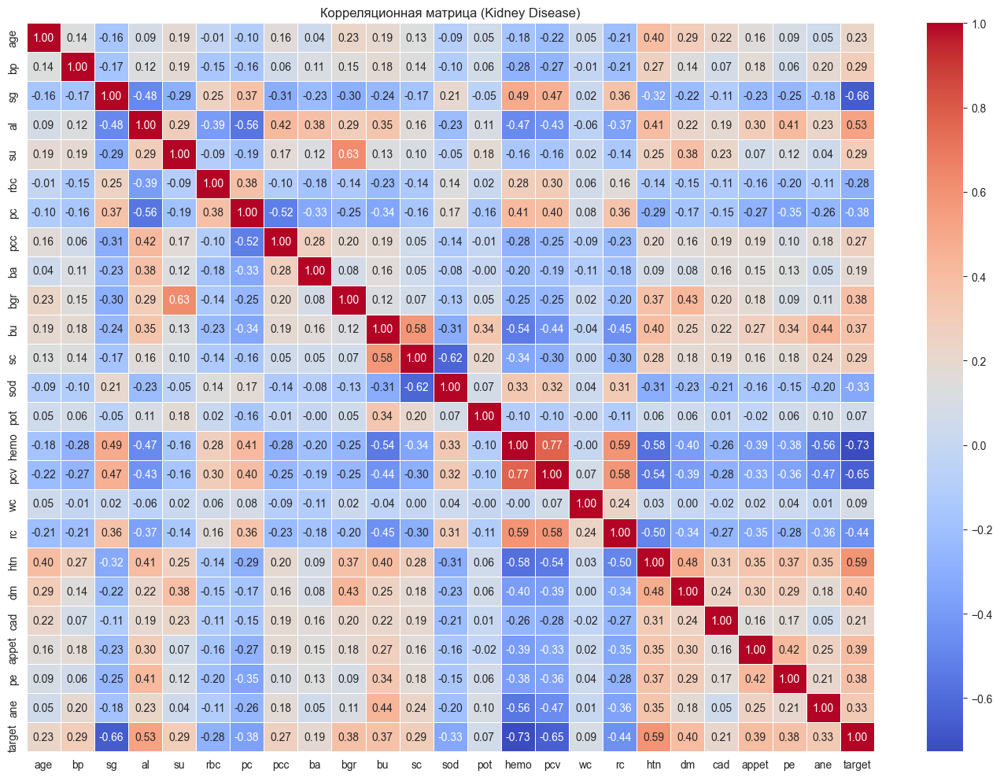 Корреляционная матрица (Kidney Disease)
age 1.00 0.14 -0.16 0.09 0.19 -0.01 -0.10 0.16 0.04 0.23 0.19 0.13 -0.09 0.05 -0.18 -0.22 0.05 -0.21 0.40 0.29 0.22 0.16 0.09 0.05 0.23
bp 0.14 1.00 -0.17 0.12 0.19 -0.15 -0.16 0.06 0.11 0.15 0.18 0.14 -0.10 0.06 -0.28 -0.27 -0.01 -0.21 0.27 0.14 0.07 0.18 0.06 0.20 0.29
sg -0.16 -0.17 1.00 -0.48 -0.29 0.25 0.37 -0.31 -0.23 -0.30 -0.24 -0.17 0.21 -0.05 0.49 0.47 0.02 0.36 -0.32 -0.22 -0.11 -0.23 -0.25 -0.18 -0.66
al 0.09 0.12 -0.48 1.00 0.29 -0.39 -0.56 0.42 0.38 0.29 0.35 0.16 -0.23 0.11 -0.47 -0.43 -0.06 -0.37 0.41 0.22 0.19 0.30 0.41 0.23 0.53
su 0.19 0.19 -0.29 0.29 1.00 -0.09 -0.19 0.17 0.12 0.63 0.13 0.10 -0.05 0.18 -0.16 -0.16 0.02 -0.14 0.25 0.38 0.23 0.07 0.12 0.04 0.29
rbc -0.01 -0.15 0.25 -0.39 -0.09 1.00 0.38 -0.10 -0.18 -0.14 -0.23 -0.14 0.14 0.02 0.28 0.30 0.06 0.16 -0.14 -0.15 -0.11 -0.16 -0.20 -0.11 -0.28
pc -0.10 -0.16 0.37 -0.56 -0.19 0.38 1.00 -0.52 -0.33 -0.25 -0.34 -0.16 0.17 -0.16 0.41 0.40 0.08 0.36 -0.29 -0.17 -0.15 -0.27 -0.35 -0.26 -0.38
pcc 0.16 0.06 -0.31 0.42 0.17 -0.10 -0.52 1.00 0.28 0.20 0.19 0.05 -0.14 -0.01 -0.28 -0.25 -0.09 -0.23 0.20 0.16 0.19 0.19 0.10 0.18 0.27
ba 0.04 0.11 -0.23 0.38 0.12 -0.18 -0.33 0.28 1.00 0.08 0.16 0.05 -0.08 -0.00 -0.20 -0.19 -0.11 -0.18 0.09 0.08 0.16 0.15 0.13 0.05 0.19
bgr 0.23 0.15 -0.30 0.29 0.63 -0.14 -0.25 0.20 0.08 1.00 0.12 0.07 -0.13 0.05 -0.25 -0.25 0.02 -0.20 0.37 0.43 0.20 0.18 0.09 0.11 0.38
bu 0.19 0.18 -0.24 0.35 0.13 -0.23 -0.34 0.19 0.16 0.12 1.00 0.58 -0.31 0.34 -0.54 -0.44 -0.04 -0.45 0.40 0.25 0.22 0.27 0.34 0.44 0.37
sc 0.13 0.14 -0.17 0.16 0.10 -0.14 -0.16 0.05 0.05 0.07 0.58 1.00 -0.62 0.20 -0.34 -0.30 0.00 -0.30 0.28 0.18 0.19 0.16 0.18 0.24 0.29
sod -0.09 -0.10 0.21 -0.23 -0.05 0.14 0.17 -0.14 -0.08 -0.13 -0.31 -0.62 1.00 0.07 0.33 0.32 0.04 0.31 -0.31 -0.23 -0.21 -0.16 -0.15 -0.20 -0.33
pot 0.05 0.06 -0.05 0.11 0.18 0.02 -0.16 -0.01 -0.00 0.05 0.34 0.20 0.07 1.00 -0.10 -0.10 -0.00 -0.11 0.06 0.06 0.01 -0.02 0.06 0.10 0.07
hemo -0.18 -0.28 0.49 -0.47 -0.16 0.28 0.41 -0.28 -0.20 -0.25 -0.54 -0.34 0.33 -0.10 1.00 0.77 -0.00 0.59 -0.58 -0.40 -0.26 -0.39 -0.38 -0.56 -0.73
pcv -0.22 -0.27 0.47 -0.43 -0.16 0.30 0.40 -0.25 -0.19 -0.25 -0.44 -0.30 0.32 -0.10 0.77 1.00 0.07 0.58 -0.54 -0.39 -0.28 -0.33 -0.36 -0.47 -0.65
wc 0.05 -0.01 0.02 -0.06 0.02 0.06 0.08 -0.09 -0.11 0.02 -0.04 0.00 0.04 -0.00 -0.00 0.07 1.00 0.24 0.03 0.00 -0.02 0.02 0.04 0.01 0.09
rc -0.21 -0.21 0.36 -0.37 -0.14 0.16 0.36 -0.23 -0.18 -0.20 -0.45 -0.30 0.31 -0.11 0.59 0.58 0.24 1.00 -0.50 -0.34 -0.27 -0.35 -0.28 -0.36 -0.44
htn 0.40 0.27 -0.32 0.41 0.25 -0.14 -0.29 0.20 0.09 0.37 0.40 0.28 -0.31 0.06 -0.58 -0.54 0.03 -0.50 1.00 0.48 0.31 0.35 0.37 0.35 0.59
dm 0.29 0.14 -0.22 0.22 0.38 -0.15 -0.17 0.16 0.08 0.43 0.25 0.18 -0.23 0.06 -0.40 -0.39 0.00 -0.34 0.48 1.00 0.24 0.30 0.29 0.18 0.40
cad 0.22 0.07 -0.11 0.19 0.23 -0.11 -0.15 0.19 0.16 0.20 0.22 0.19 -0.21 0.01 -0.26 -0.28 -0.02 -0.27 0.31 0.24 1.00 0.16 0.17 0.05 0.21
appet 0.16 0.18 -0.23 0.30 0.07 -0.16 -0.27 0.19 0.15 0.18 0.27 0.16 -0.16 -0.02 -0.39 -0.33 0.02 -0.35 0.35 0.30 0.16 1.00 0.42 0.25 0.39
pe 0.09 0.06 -0.25 0.41 0.12 -0.20 -0.35 0.10 0.13 0.09 0.34 0.18 -0.15 0.06 -0.38 -0.36 0.04 -0.28 0.37 0.29 0.17 0.42 1.00 0.21 0.38
ane 0.05 0.20 -0.18 0.23 0.04 -0.11 -0.26 0.18 0.05 0.11 0.44 0.24 -0.20 0.10 -0.56 -0.47 0.01 -0.36 0.35 0.18 0.05 0.25 0.21 1.00 0.33
target 0.23 0.29 -0.66 0.53 0.29 -0.28 -0.38 0.27 0.19 0.38 0.37 0.29 -0.33 0.07 -0.73 -0.65 0.09 -0.44 0.59 0.40 0.21 0.39 0.38 0.33 1.00
age bp sg al su rbc pc pcc ba bgr bu sc sod pot hemo pcv wc rc htn dm cad appet pe ane target
1.0
0.8
0.6
0.4
0.2
0.0
−0.2
−0.4
−0.6